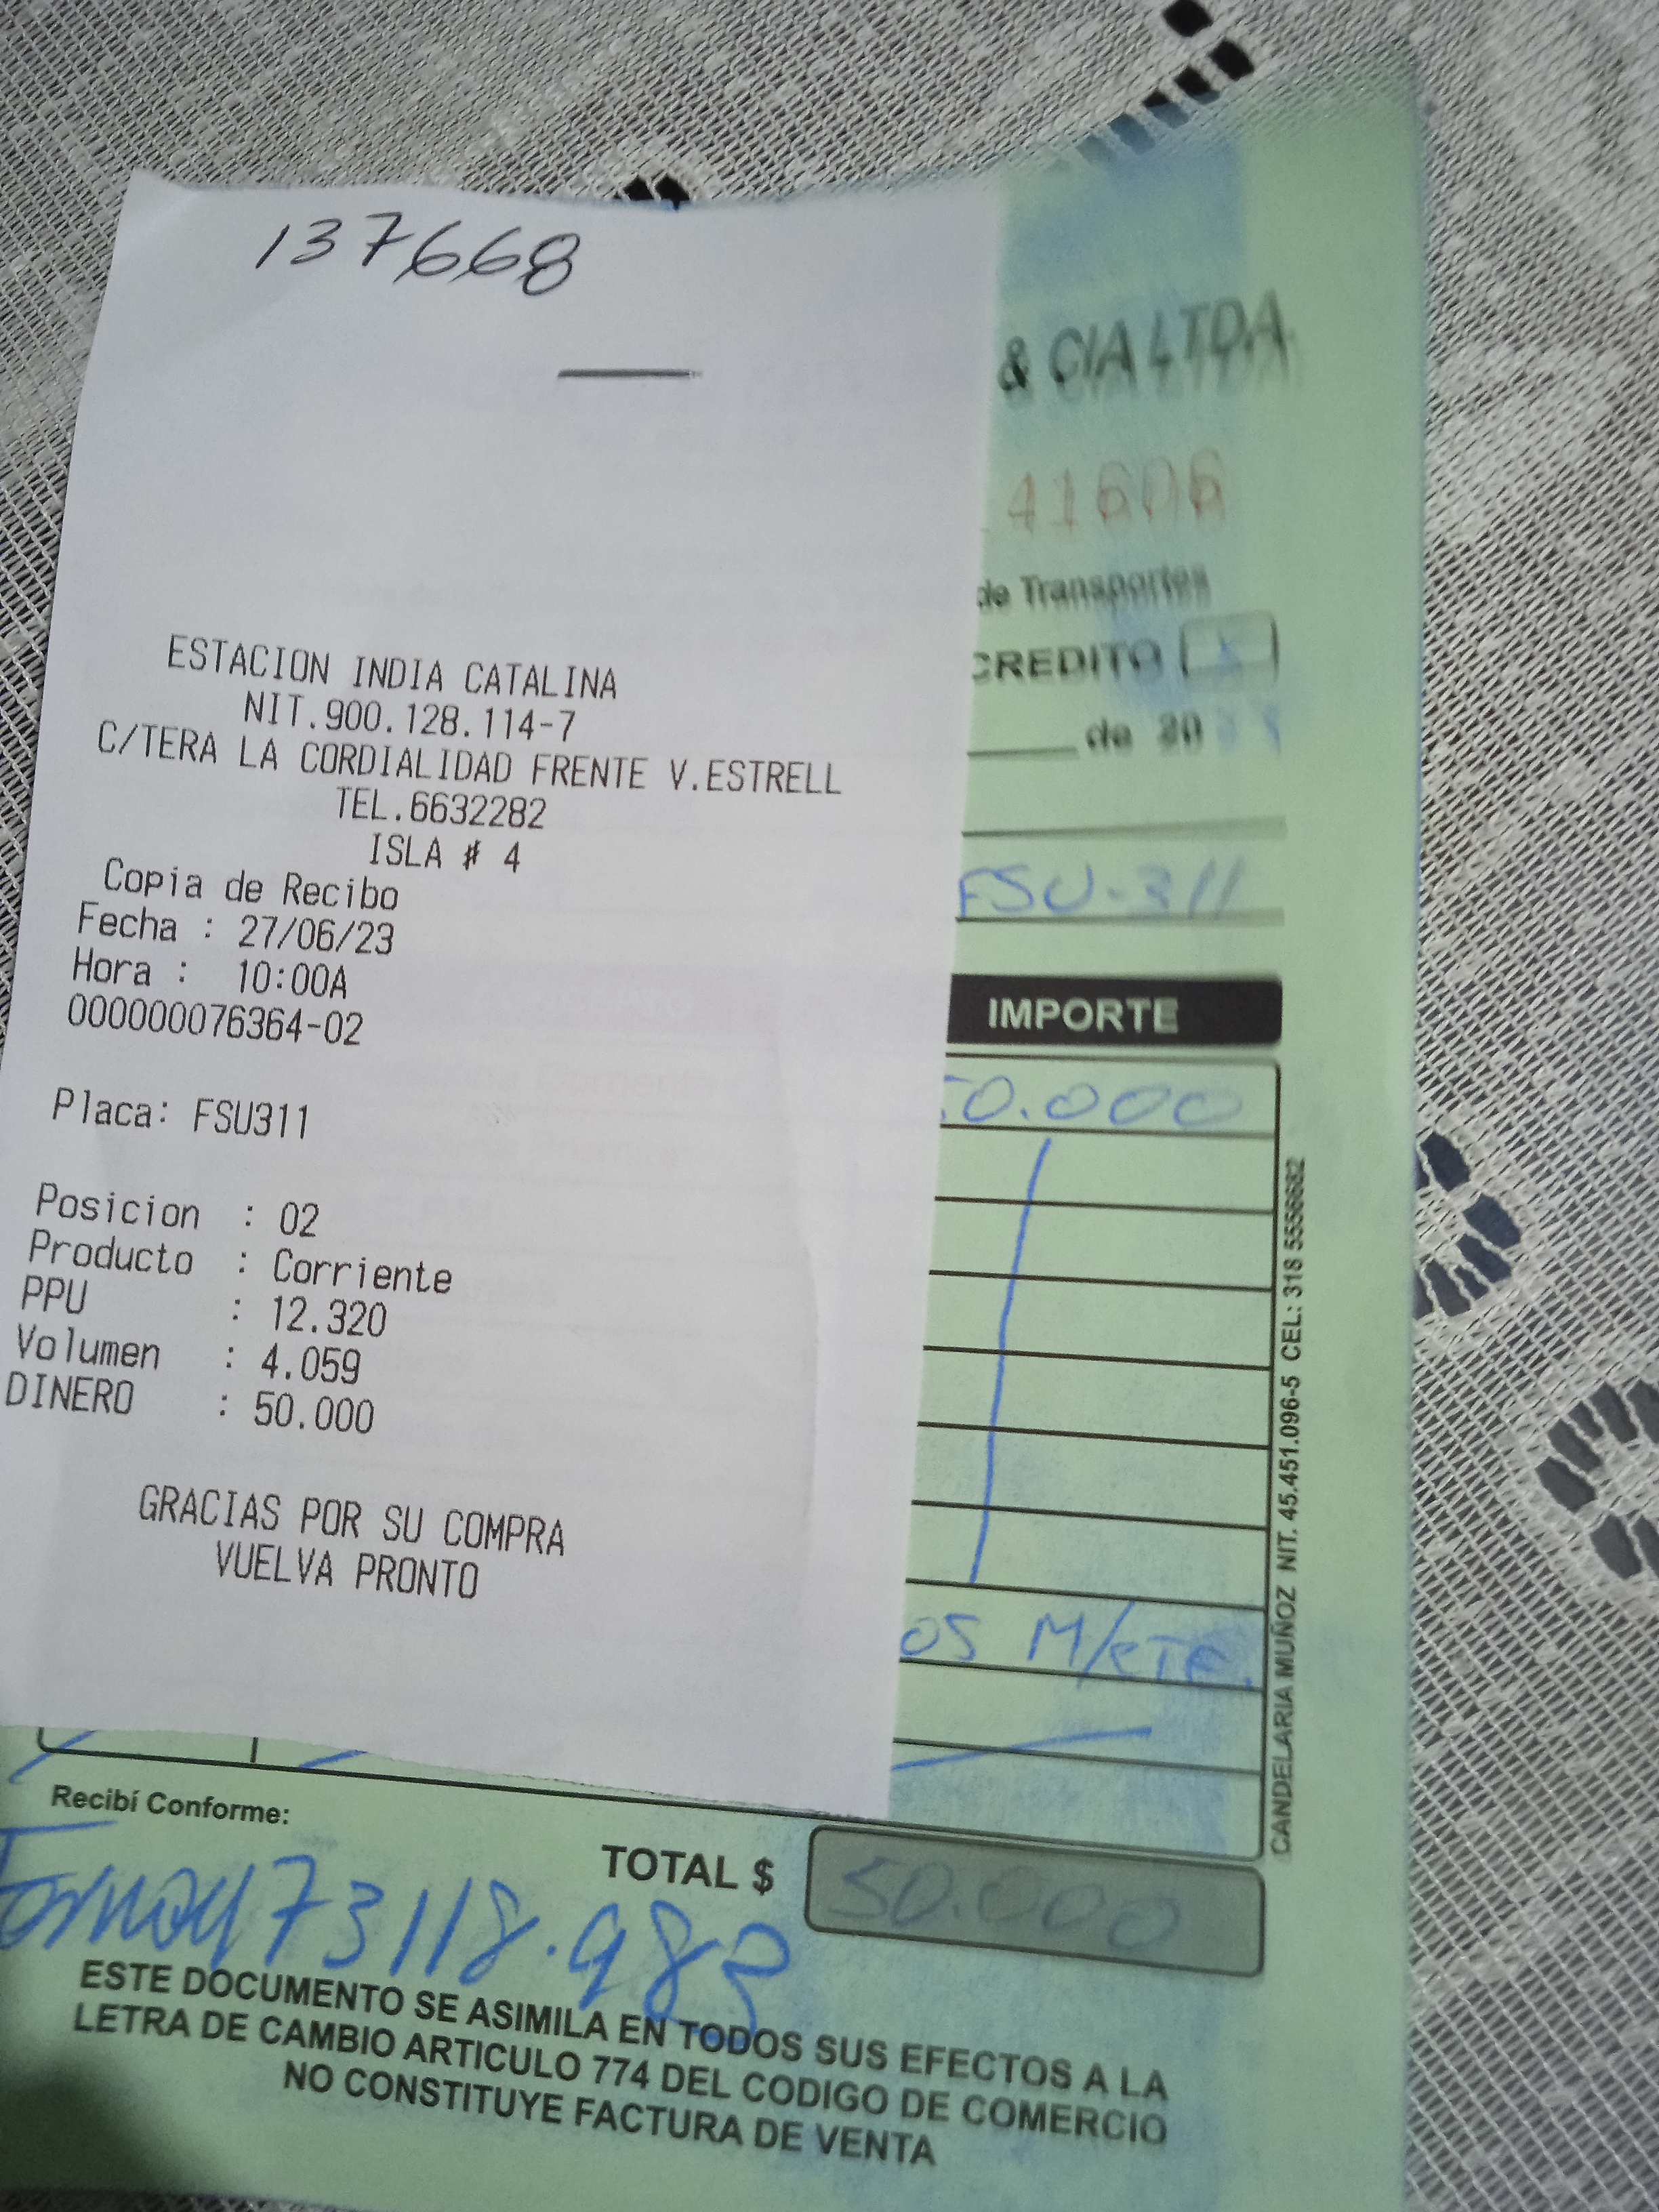 137668
ESTACION INDIA CATALINA
NIT.900.128.114-7
C/TERA LA CORDIALIDAD FRENTE V.ESTRELL
TEL.6632282
ISLA # 4
Copia de Recibo
Fecha : 27/06/23
Hora : 10:00A
000000076364-02
Placa: FSU311
Posicion : 02
Producto : Corriente
PPU : 12.320
Volumen : 4.059
DINERO : 50.000
GRACIAS POR SU COMPRA
VUELVA PRONTO
& CIA LTDA
41606
de Transportes
CREDITO
de 20
FSU-311
IMPORTE
50.000
OS M/CTE.
CANDELARIA MUÑOZ NIT. 45.451.096-5 CEL: 318 5556682
Recibí Conforme:
TOTAL $ 50.000
73118.983
ESTE DOCUMENTO SE ASIMILA EN TODOS SUS EFECTOS A LA
LETRA DE CAMBIO ARTICULO 774 DEL CODIGO DE COMERCIO
NO CONSTITUYE FACTURA DE VENTA